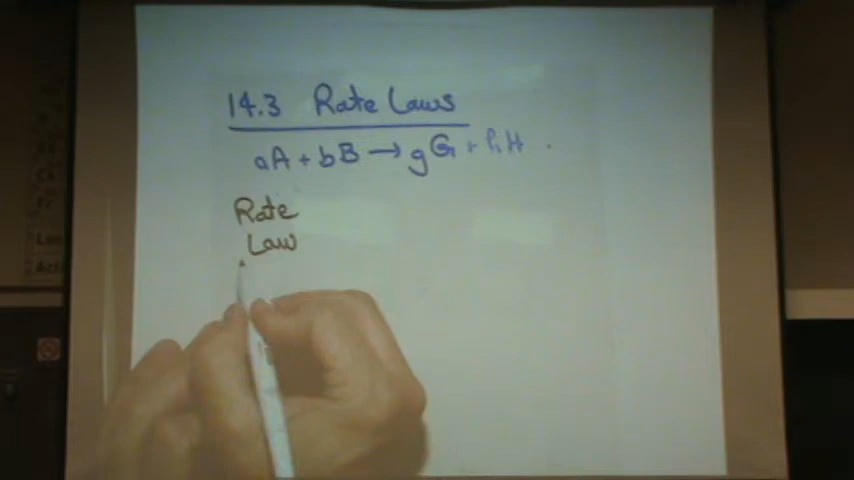 14.3 Rate Laws
aA + bB → gG + hH
Rate
Law